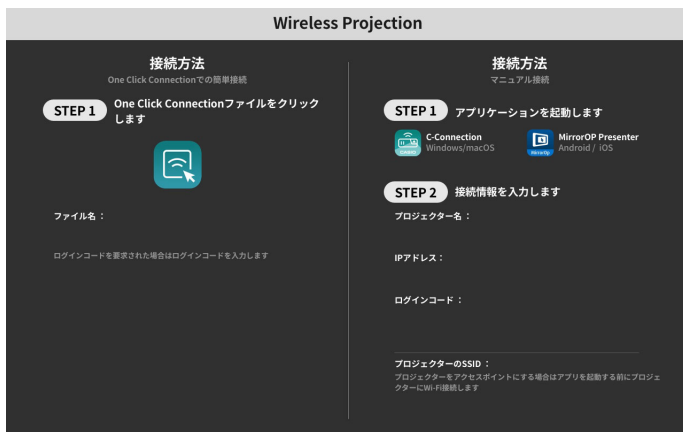 Wireless Projection
接続方法
One Click Connectionでの簡単接続
STEP 1
One Click Connectionファイルをクリック
します
ファイル名：
ログインコードを要求された場合はログインコードを入力します
接続方法
マニュアル接続
STEP 1
アプリケーションを起動します
CASIO
C-Connection
Windows/macOS
MirrorOp
MirrorOP Presenter
Android / iOS
STEP 2
接続情報を入力します
プロジェクター名：
IPアドレス：
ログインコード：
プロジェクターのSSID：
プロジェクターをアクセスポイントにする場合はアプリを起動する前にプロジェ
クターにWi-Fi接続します